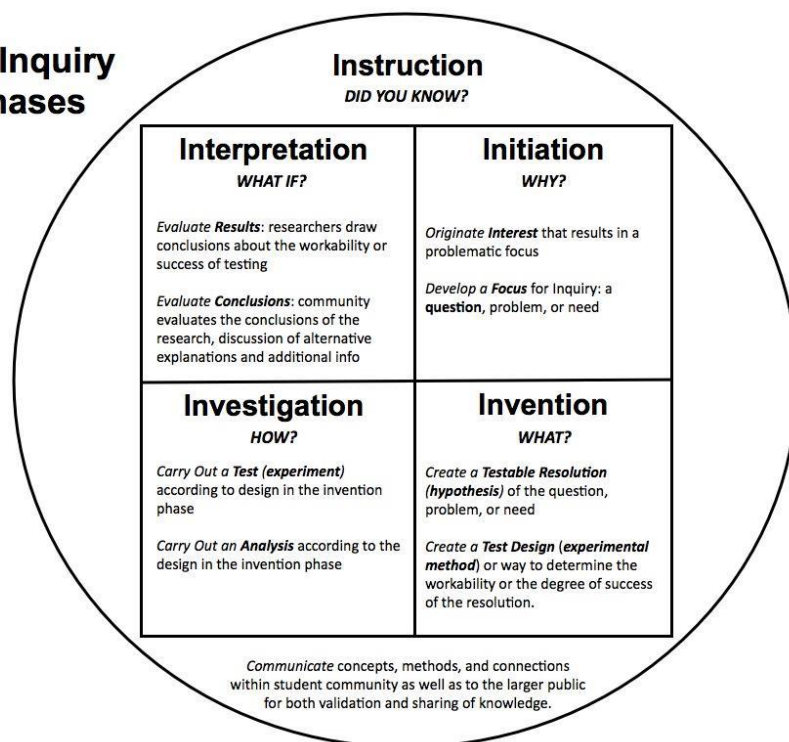 Inquiry
hases
Instruction
DID YOU KNOW?
Interpretation
WHAT IF?
Evaluate Results: researchers draw
conclusions about the workability or
success of testing
Evaluate Conclusions: community
evaluates the conclusions of the
research, discussion of alternative
explanations and additional info
Initiation
WHY?
Originate Interest that results in a
problematic focus
Develop a Focus for Inquiry: a
question, problem, or need
Investigation
HOW?
Carry Out a Test (experiment)
according to design in the invention
phase
Carry Out an Analysis according to the
design in the invention phase
Invention
WHAT?
Create a Testable Resolution
(hypothesis) of the question,
problem, or need
Create a Test Design (experimental
method) or way to determine the
workability or the degree of success
of the resolution.
Communicate concepts, methods, and connections
within student community as well as to the larger public
for both validation and sharing of knowledge.